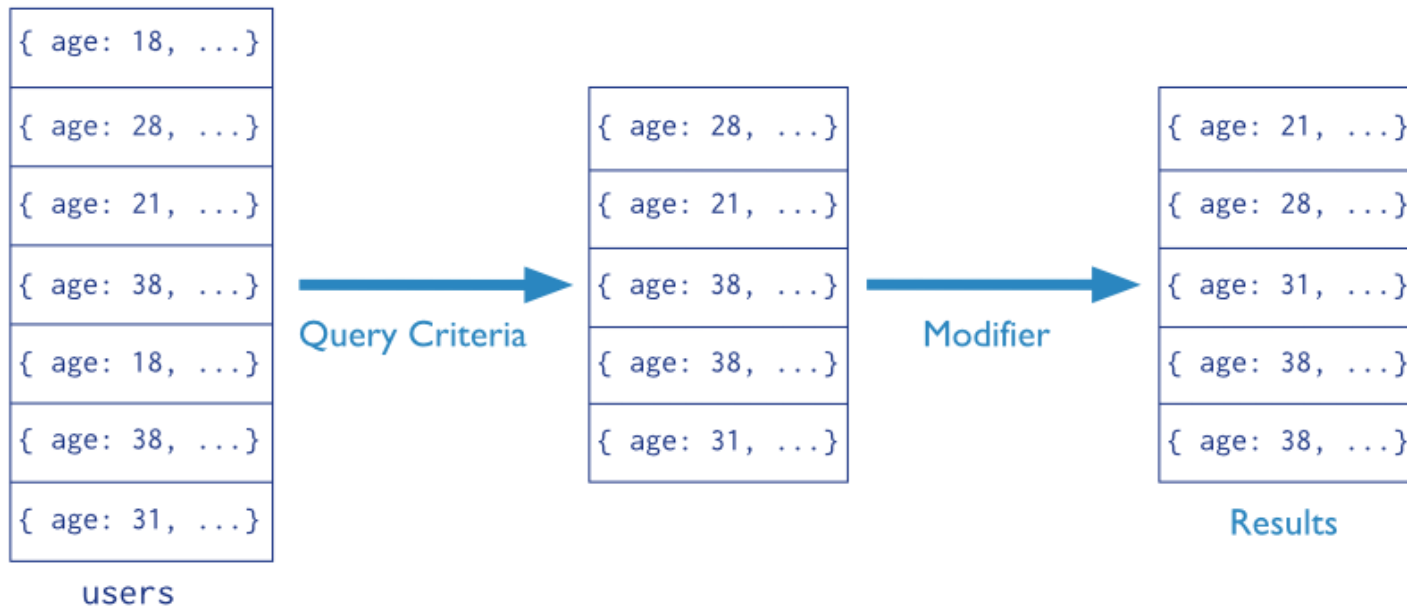 { age: 18, ...}
{ age: 28, ...}
{ age: 21, ...}
{ age: 38, ...}
{ age: 18, ...}
{ age: 38, ...}
{ age: 31, ...}
users
Query Criteria
{ age: 28, ...}
{ age: 21, ...}
{ age: 38, ...}
{ age: 38, ...}
{ age: 31, ...}
Modifier
{ age: 21, ...}
{ age: 28, ...}
{ age: 31, ...}
{ age: 38, ...}
{ age: 38, ...}
Results